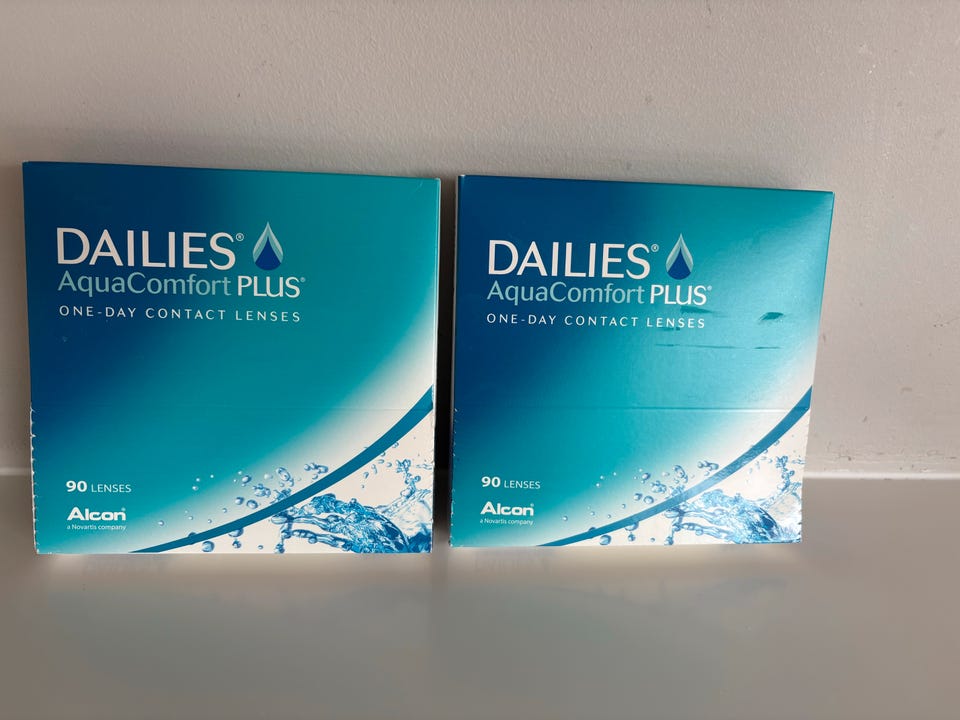 DAILIES®
AquaComfort PLUS®
ONE-DAY CONTACT LENSES
90 LENSES
Alcon®
a Novartis company
DAILIES®
AquaComfort PLUS®
ONE-DAY CONTACT LENSES
90 LENSES
Alcon®
a Novartis company